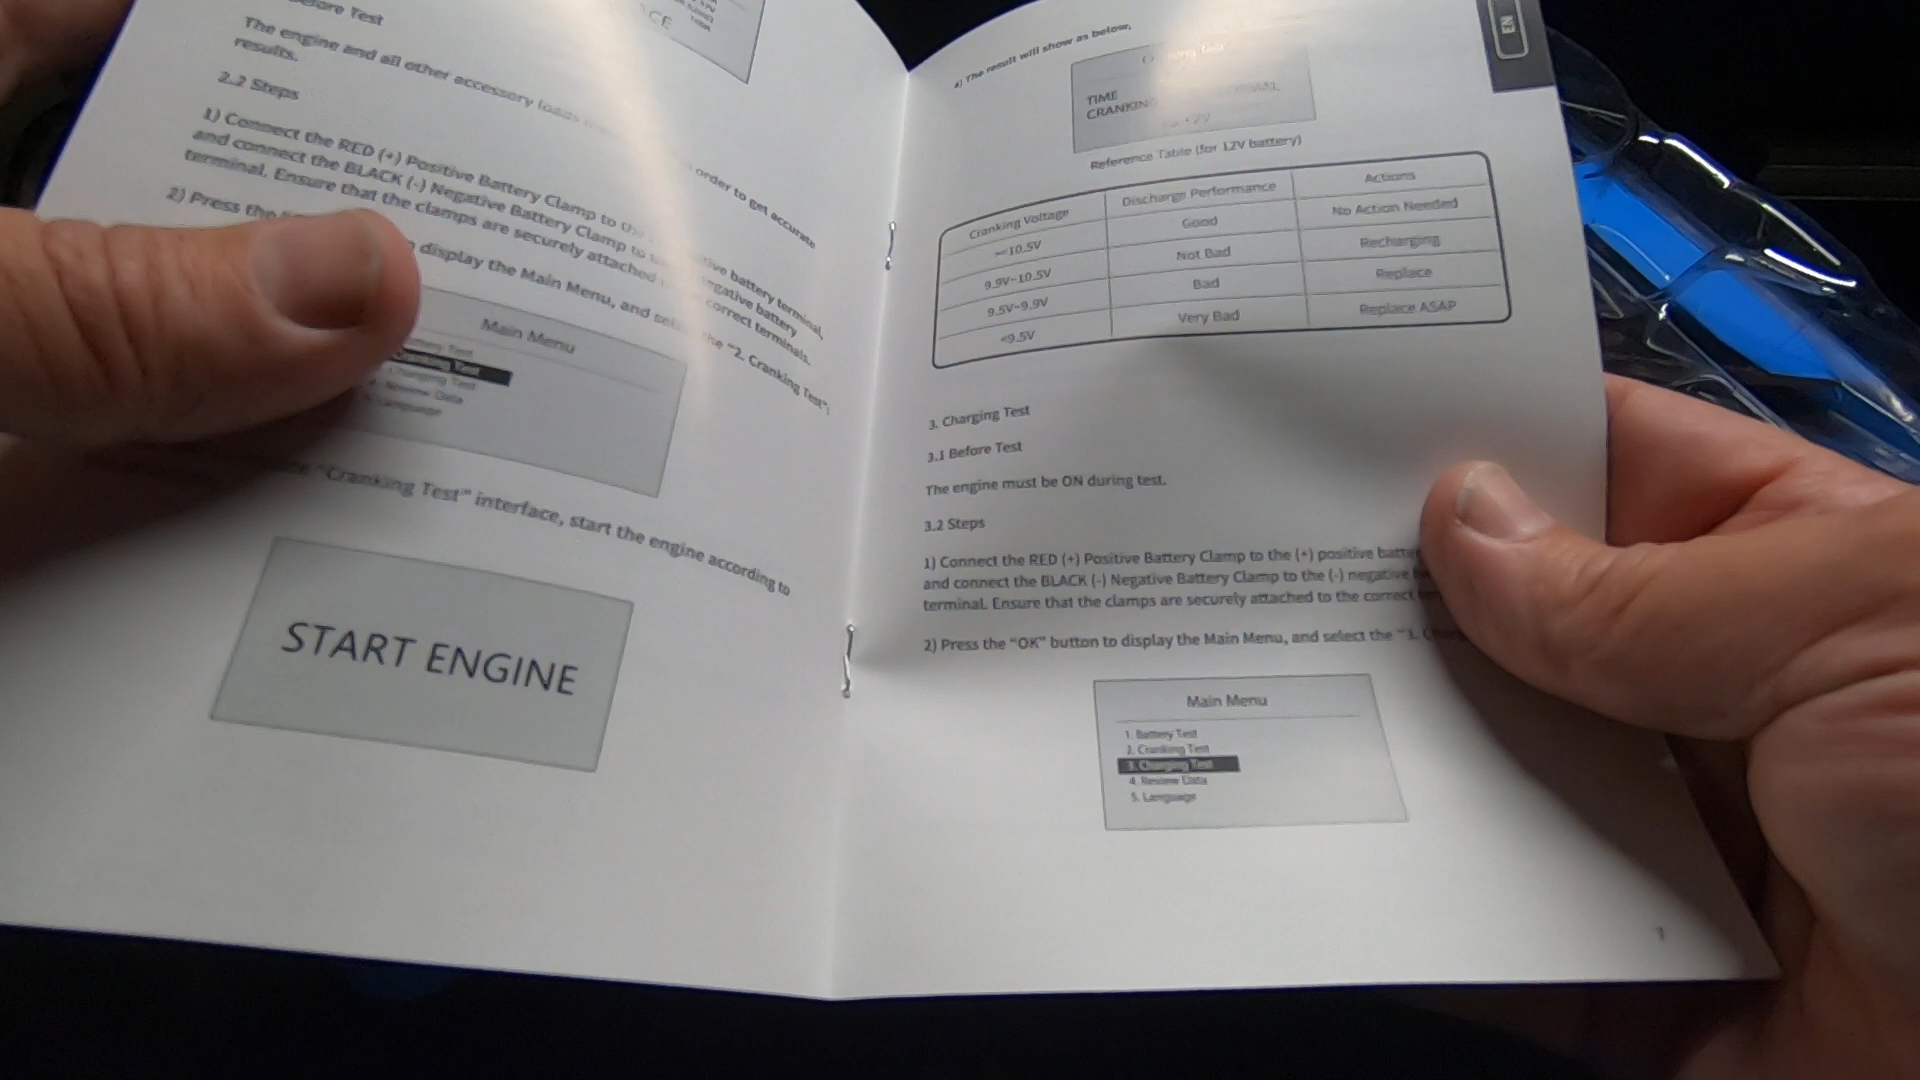 Before Test
The engine and all other accessory loads
order to get accurate
results.
2.2 Steps
1) Connect the RED (+) Positive Battery Clamp to the
tive battery terminal,
and connect the BLACK (-) Negative Battery Clamp to
negative battery
terminal. Ensure that the clamps are securely attached
correct terminals.
2) Press the
display the Main Menu, and
the "2. Cranking Test";
Main Menu
Charging Test
Review Data
Language
"Cranking Test" interface, start the engine according to
START ENGINE
EN
4) The result will show as below,
TIME
CRANKING
Reference Table (for 12V battery)
Cranking Voltage Discharge Performance Actions
>=10.5V Good No Action Needed
9.9V~10.5V Not Bad Recharging
9.5V~9.9V Bad Replace
<9.5V Very Bad Replace ASAP
3. Charging Test
3.1 Before Test
The engine must be ON during test.
3.2 Steps
1) Connect the RED (+) Positive Battery Clamp to the (+) positive
and connect the BLACK (-) Negative Battery Clamp to the (-) negative
terminal. Ensure that the clamps are securely attached to the correct
2) Press the "OK" button to display the Main Menu, and select the "3.
Main Menu
1. Battery Test
2. Cranking Test
3. Charging Test
4. Review Data
5. Language
7